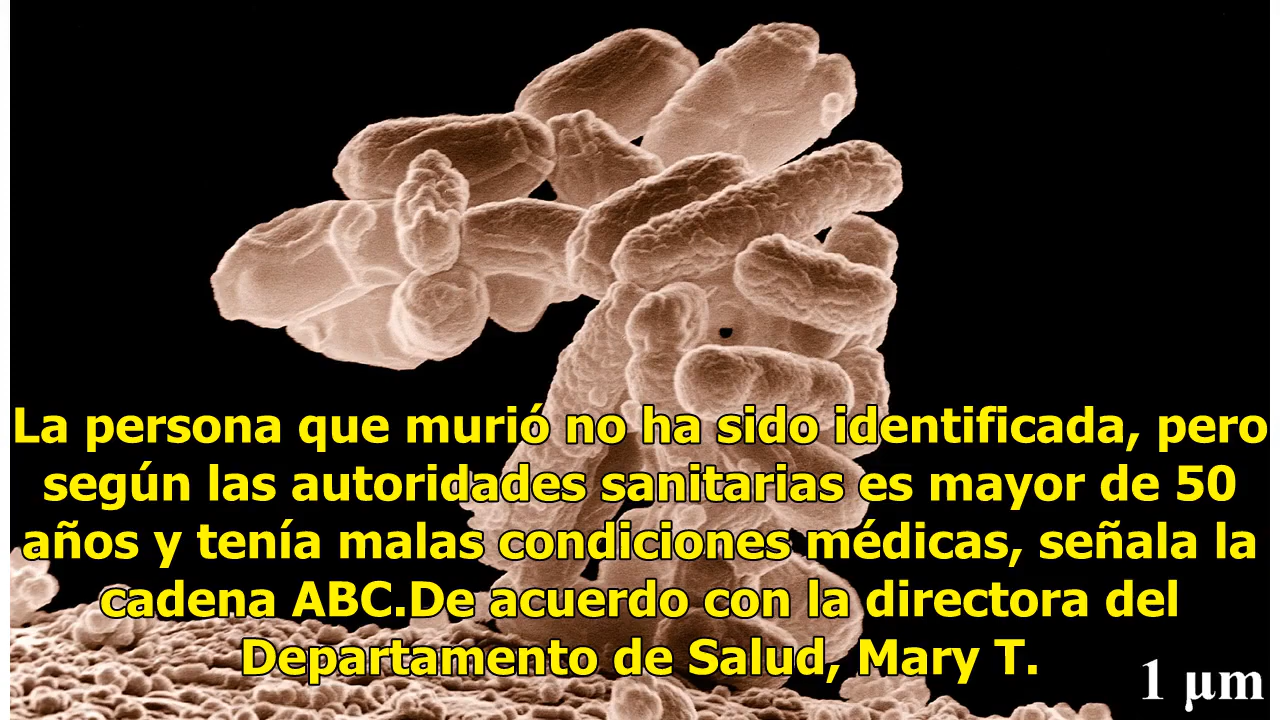 La persona que murió no ha sido identificada, pero
según las autoridades sanitarias es mayor de 50
años y tenía malas condiciones médicas, señala la
cadena ABC.De acuerdo con la directora del
Departamento de Salud, Mary T.
1 µm